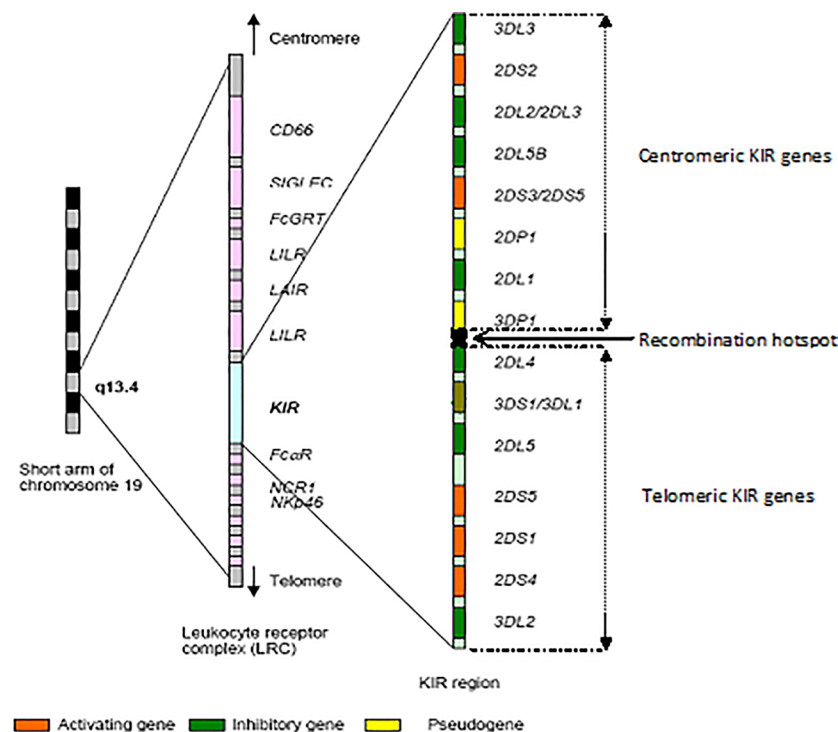 Centromere
CD66
SIGLEC
FcGRT
LILR
LAIR
LILR
KIR
FcαR
NCR1
NKp46
Telomere
Leukocyte receptor
complex (LRC)
q13.4
Short arm of
chromosome 19
3DL3
2DS2
2DL2/2DL3
2DL5B
2DS3/2DS5
2DP1
2DL1
3DP1
2DL4
3DS1/3DL1
2DL5
2DS5
2DS1
2DS4
3DL2
KIR region
Centromeric KIR genes
Recombination hotspot
Telomeric KIR genes
Activating gene
Inhibitory gene
Pseudogene